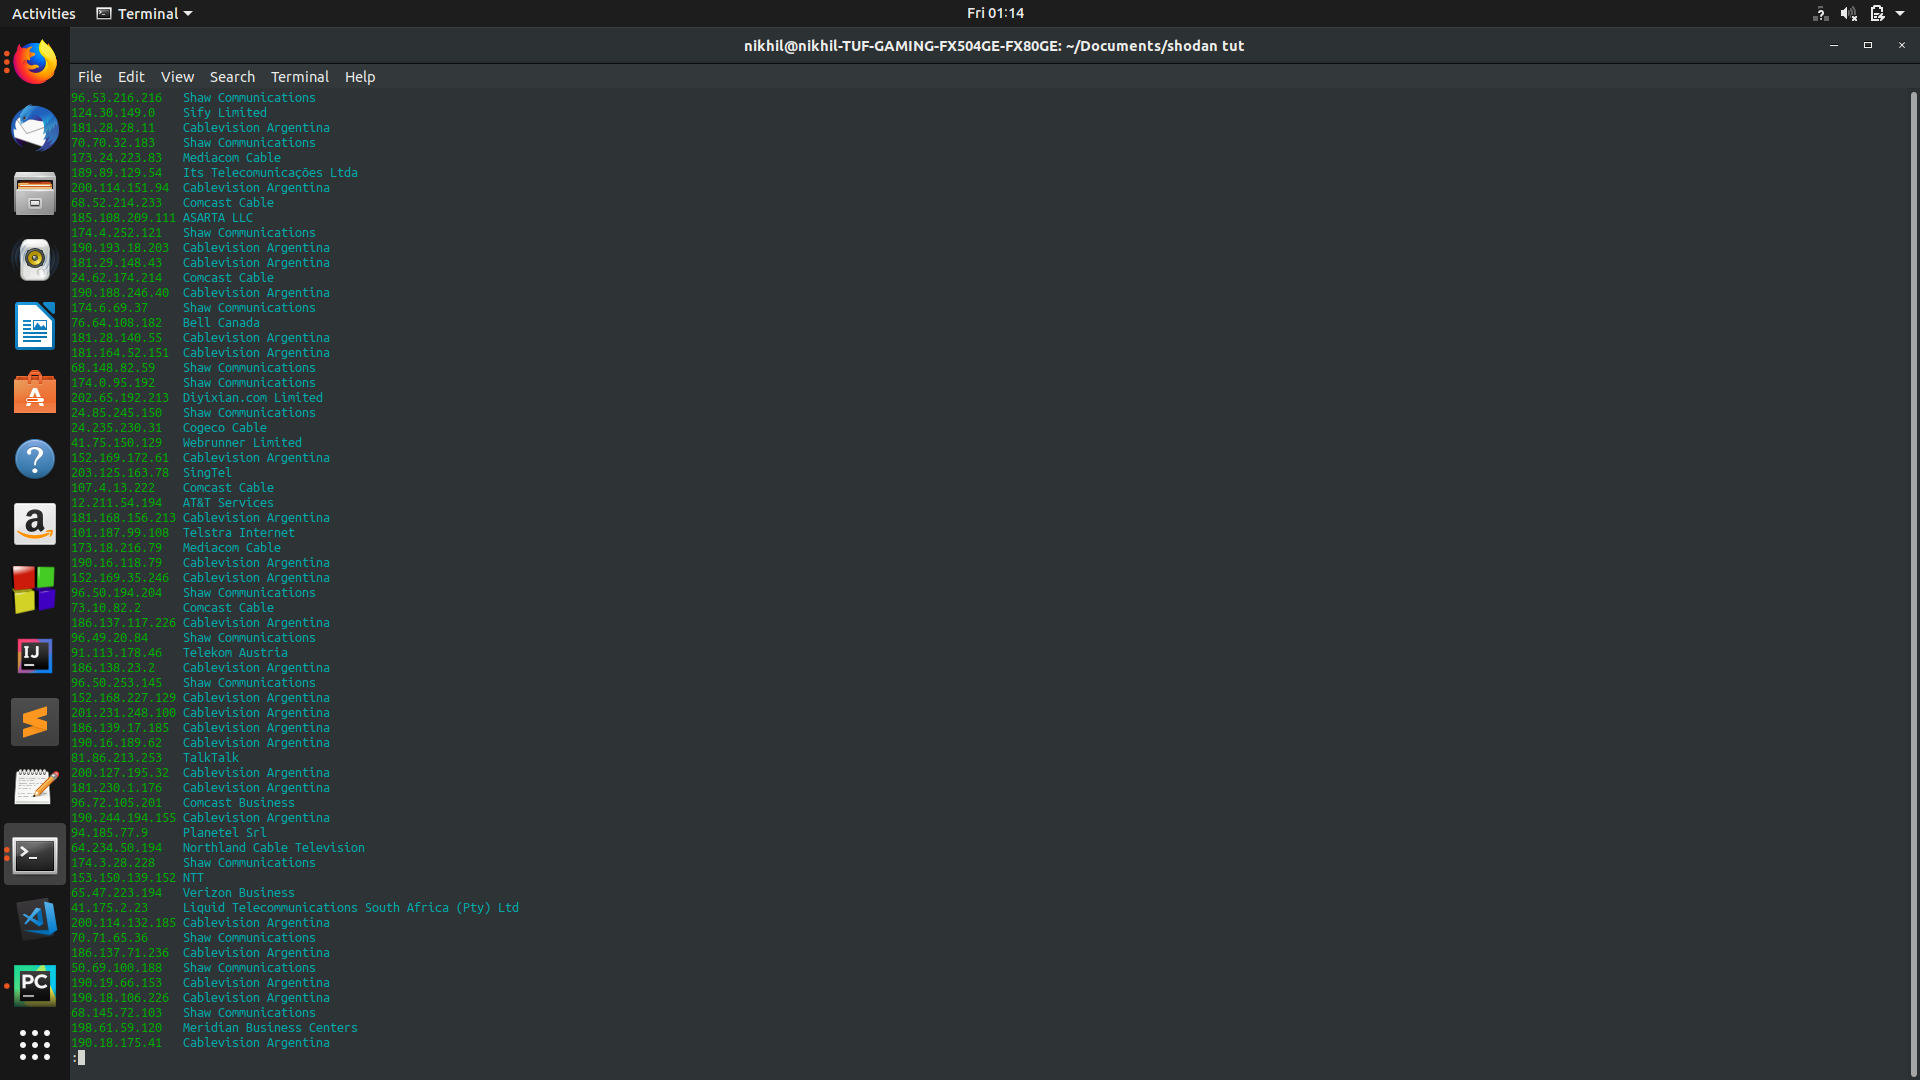 Activities Terminal Fri 01:14
nikhil@nikhil-TUF-GAMING-FX504GE-FX80GE: ~/Documents/shodan tut
File Edit View Search Terminal Help
96.53.216.216 Shaw Communications
124.30.149.0 Sify Limited
181.28.28.11 Cablevision Argentina
70.70.32.183 Shaw Communications
173.24.223.83 Mediacom Cable
189.89.129.54 Its Telecomunicações Ltda
200.114.151.94 Cablevision Argentina
68.52.214.233 Comcast Cable
185.108.209.111 ASARTA LLC
174.4.252.121 Shaw Communications
190.193.18.203 Cablevision Argentina
181.29.148.43 Cablevision Argentina
24.62.174.214 Comcast Cable
190.188.246.40 Cablevision Argentina
174.6.69.37 Shaw Communications
76.64.108.182 Bell Canada
181.28.140.55 Cablevision Argentina
181.164.52.151 Cablevision Argentina
68.148.82.59 Shaw Communications
174.0.95.192 Shaw Communications
202.65.192.213 Diyixian.com Limited
24.85.245.150 Shaw Communications
24.235.230.31 Cogeco Cable
41.75.150.129 Webrunner Limited
152.169.172.61 Cablevision Argentina
203.125.163.78 SingTel
107.4.13.222 Comcast Cable
12.211.54.194 AT&T Services
181.168.156.213 Cablevision Argentina
101.187.99.108 Telstra Internet
173.18.216.79 Mediacom Cable
190.16.118.79 Cablevision Argentina
152.169.35.246 Cablevision Argentina
96.50.194.204 Shaw Communications
73.10.82.2 Comcast Cable
186.137.117.226 Cablevision Argentina
96.49.20.84 Shaw Communications
91.113.178.46 Telekom Austria
186.138.23.2 Cablevision Argentina
96.50.253.145 Shaw Communications
152.168.227.129 Cablevision Argentina
201.231.248.100 Cablevision Argentina
186.139.17.185 Cablevision Argentina
190.16.189.62 Cablevision Argentina
81.86.213.253 TalkTalk
200.127.195.32 Cablevision Argentina
181.230.1.176 Cablevision Argentina
96.72.105.201 Comcast Business
190.244.194.155 Cablevision Argentina
94.185.77.9 Planetel Srl
64.234.50.194 Northland Cable Television
174.3.28.228 Shaw Communications
153.150.139.152 NTT
65.47.223.194 Verizon Business
41.175.2.23 Liquid Telecommunications South Africa (Pty) Ltd
200.114.132.185 Cablevision Argentina
70.71.65.36 Shaw Communications
186.137.71.236 Cablevision Argentina
50.69.100.188 Shaw Communications
190.19.66.153 Cablevision Argentina
190.18.106.226 Cablevision Argentina
68.145.72.103 Shaw Communications
198.61.59.120 Meridian Business Centers
190.18.175.41 Cablevision Argentina
: